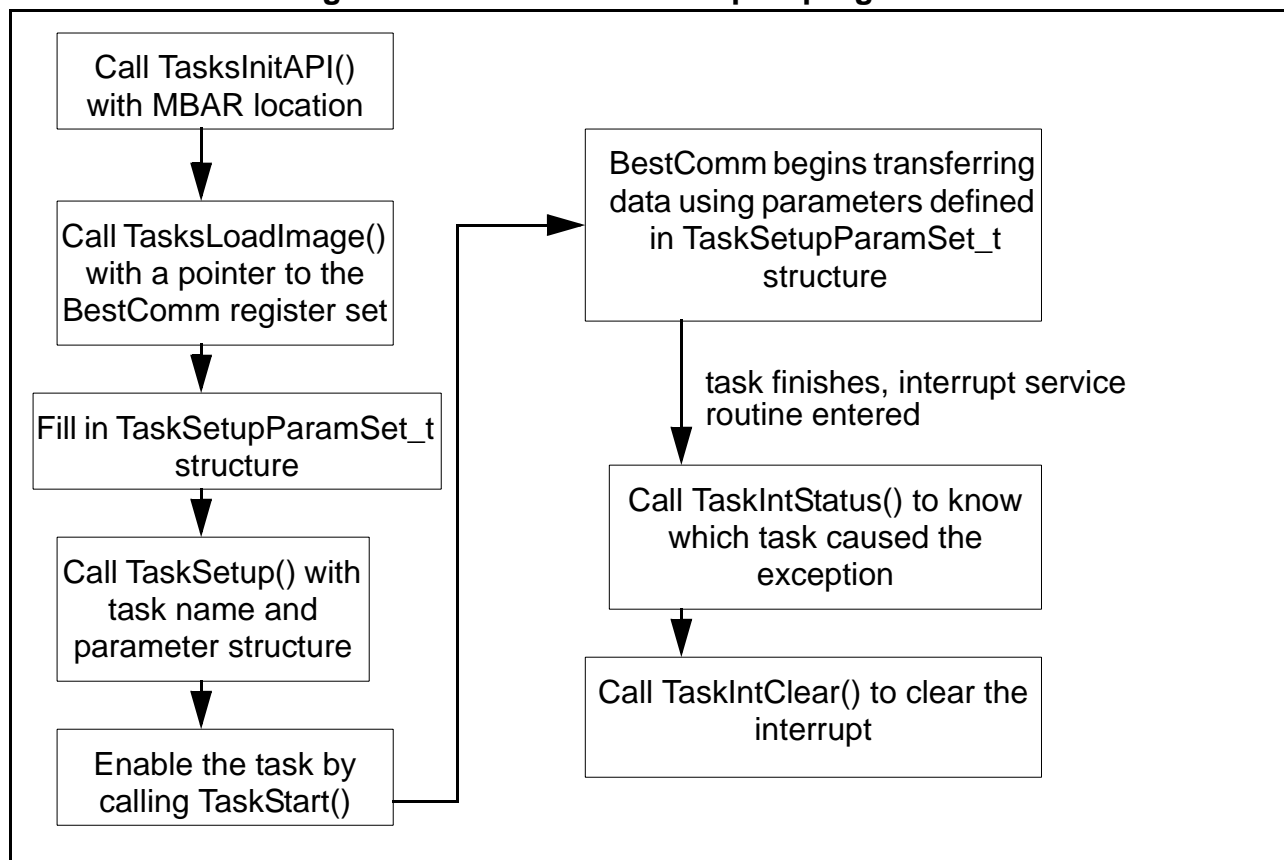 Call TasksInitAPI()
with MBAR location
Call TasksLoadImage()
with a pointer to the
BestComm register set
Fill in TaskSetupParamSet_t
structure
Call TaskSetup() with
task name and
parameter structure
Enable the task by
calling TaskStart()
BestComm begins transferring
data using parameters defined
in TaskSetupParamSet_t
structure
task finishes, interrupt service
routine entered
Call TaskIntStatus() to know
which task caused the
exception
Call TaskIntClear() to clear the
interrupt